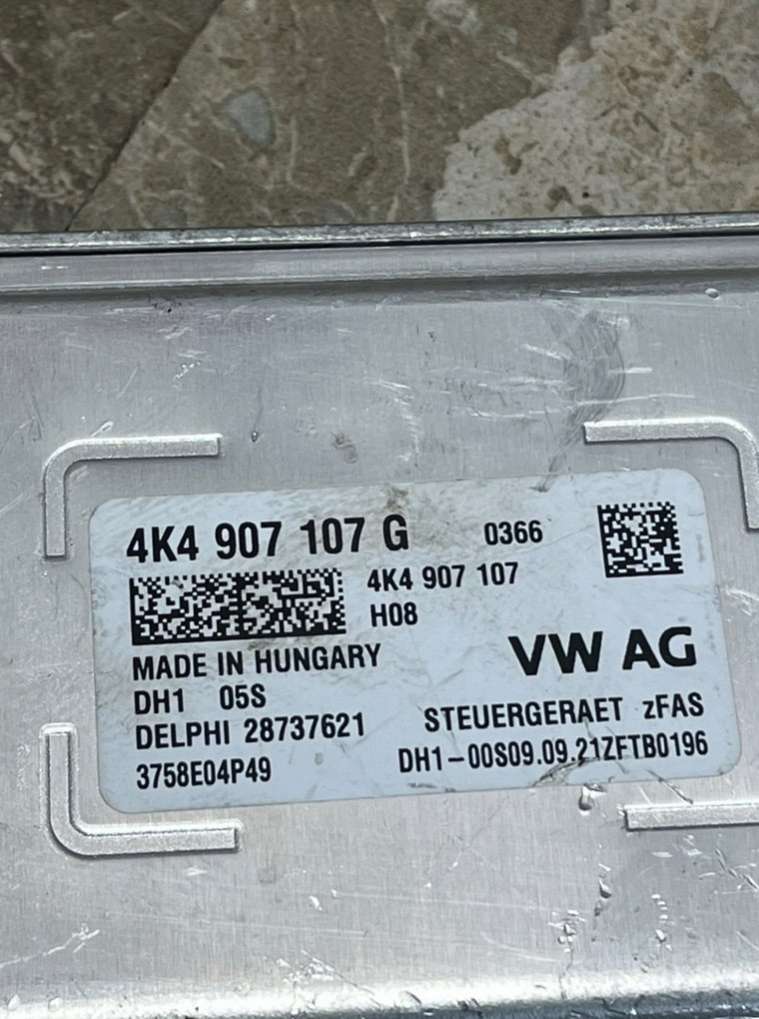 4K4 907 107 G 0366
4K4 907 107
H08
VW AG
MADE IN HUNGARY
DH1 05S
DELPHI 28737621
STEUERGERAET zFAS
3758E04P49
DH1-00S09.09.21ZFTB0196